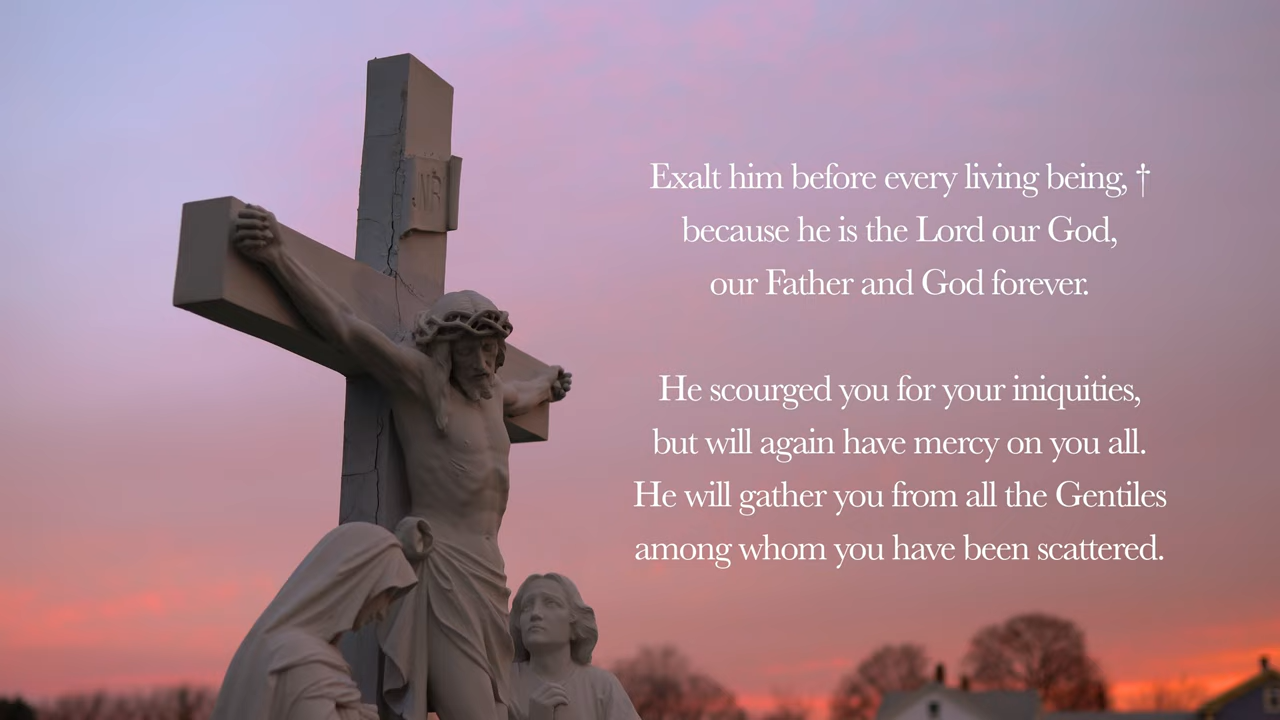 Exalt him before every living being, †
because he is the Lord our God,
our Father and God forever.
He scourged you for your iniquities,
but will again have mercy on you all.
He will gather you from all the Gentiles
among whom you have been scattered.